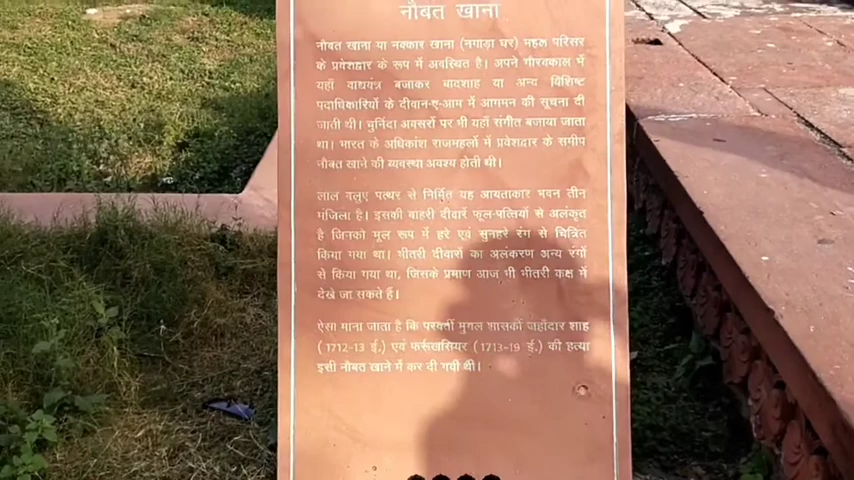 नौबत खाना
नौबत खाना या नक्कार खाना (नगाड़ा घर) महल परिसर
के प्रवेशद्वार के रूप में अवस्थित है। अपने गौरवकाल में
यहाँ वाद्ययंत्र बजाकर बादशाह या अन्य विशिष्ट
पदाधिकारियों के दीवान-ए-आम में आगमन की सूचना दी
जाती थी। चुनिंदा अवसरों पर भी यहाँ संगीत बजाया जाता
था। भारत के अधिकांश राजमहलों में प्रवेशद्वार के समीप
नौबत खाने की व्यवस्था अवश्य होती थी।
लाल बलुए पत्थर से निर्मित यह आयताकार भवन तीन
मंजिला है। इसकी बाहरी दीवारें फूल-पत्तियों से अलंकृत
है जिनको मूल रूप में हरे एवं सुनहरे रंग से चित्रित
किया गया था। भीतरी दीवारों का अलंकरण अन्य रंगों
से किया गया था, जिसके प्रमाण आज भी भीतरी कक्ष में
देखे जा सकते हैं।
ऐसा माना जाता है कि परवर्ती मुगल शासकों जहाँदार शाह
(1712-13 ई.) एवं फर्रूखसियर (1713-19 ई.) की हत्या
इसी नौबत खाने में कर दी गयी थी।